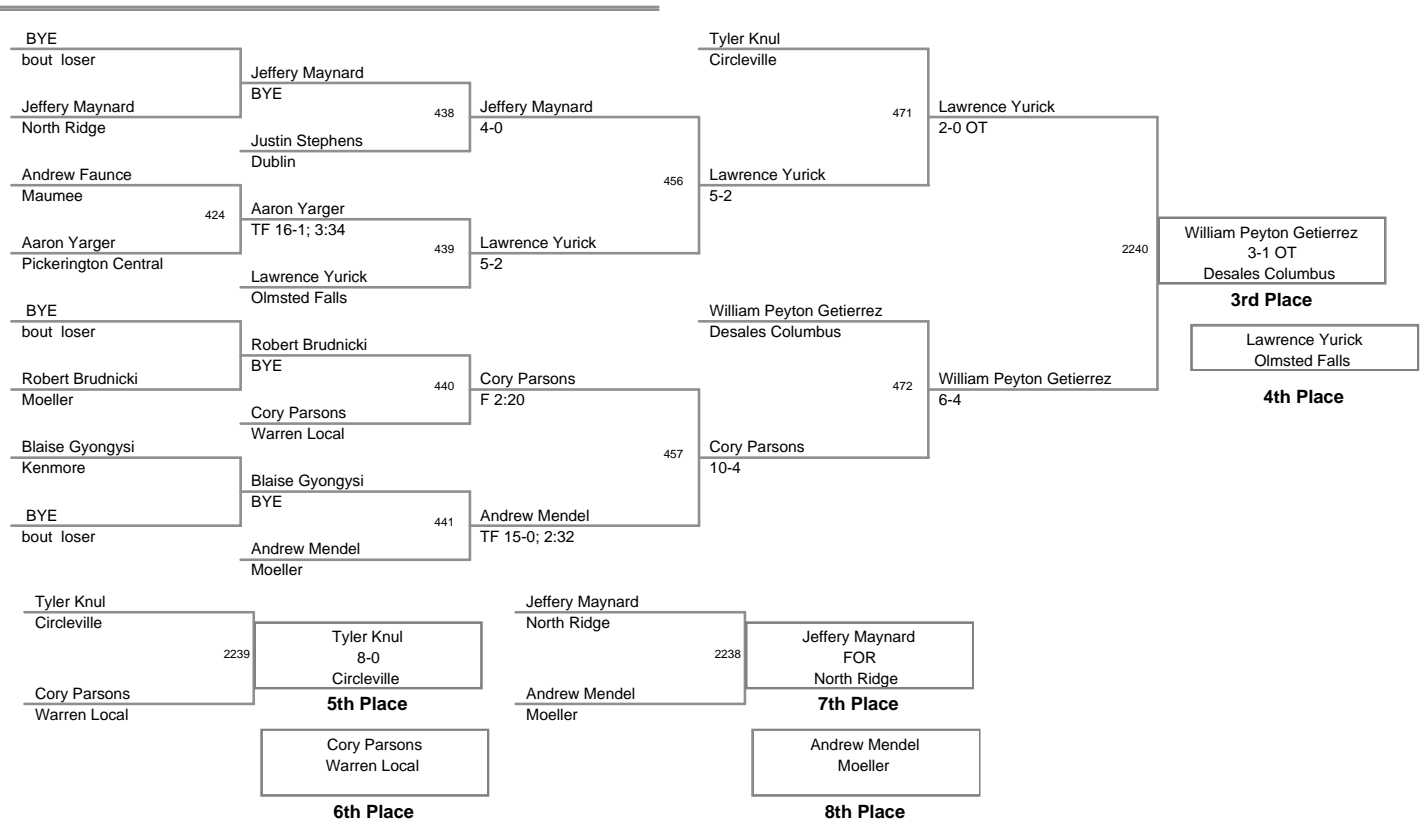 BYE
bout loser
Jeffery Maynard
North Ridge
Andrew Faunce
Maumee
424
Aaron Yarger
Pickerington Central
BYE
bout loser
Robert Brudnicki
Moeller
Blaise Gyongysi
Kenmore
BYE
bout loser
Jeffery Maynard
BYE
438
Justin Stephens
Dublin
Aaron Yarger
TF 16-1; 3:34
439
Lawrence Yurick
Olmsted Falls
Robert Brudnicki
BYE
440
Cory Parsons
Warren Local
Blaise Gyongysi
BYE
441
Andrew Mendel
Moeller
Jeffery Maynard
4-0
456
Lawrence Yurick
5-2
Cory Parsons
F 2:20
457
Andrew Mendel
TF 15-0; 2:32
Tyler Knul
Circleville
471
Lawrence Yurick
5-2
William Peyton Getierrez
Desales Columbus
472
Cory Parsons
10-4
Lawrence Yurick
2-0 OT
2240
William Peyton Getierrez
6-4
William Peyton Getierrez
3-1 OT
Desales Columbus
3rd Place
Lawrence Yurick
Olmsted Falls
4th Place
Tyler Knul
Circleville
2239
Cory Parsons
Warren Local
Tyler Knul
8-0
Circleville
5th Place
Cory Parsons
Warren Local
6th Place
Jeffery Maynard
North Ridge
2238
Andrew Mendel
Moeller
Jeffery Maynard
FOR
North Ridge
7th Place
Andrew Mendel
Moeller
8th Place